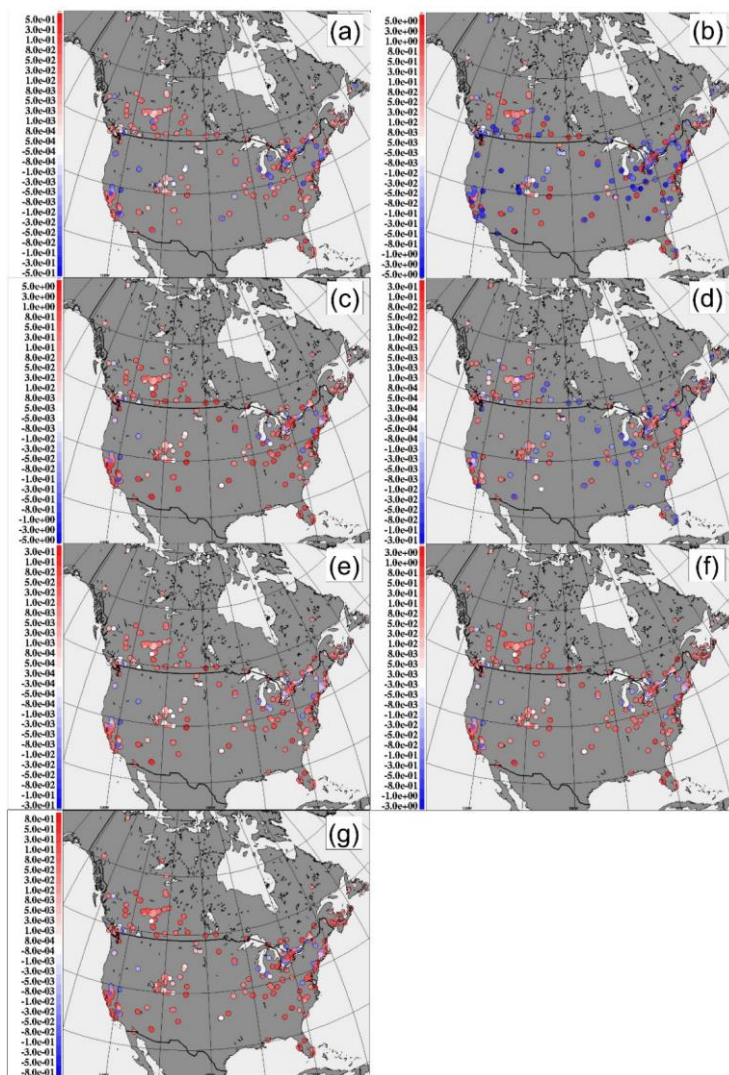 (a)
5.0e-01
3.0e-01
1.0e-01
8.0e-02
5.0e-02
3.0e-02
1.0e-02
8.0e-03
5.0e-03
3.0e-03
1.0e-03
8.0e-04
5.0e-04
-5.0e-04
-8.0e-04
-1.0e-03
-3.0e-03
-5.0e-03
-8.0e-03
-1.0e-02
-3.0e-02
-5.0e-02
-8.0e-02
-1.0e-01
-3.0e-01
-5.0e-01
(b)
5.0e+00
3.0e+00
1.0e+00
8.0e-01
5.0e-01
3.0e-01
1.0e-01
8.0e-02
5.0e-02
3.0e-02
1.0e-02
8.0e-03
5.0e-03
-5.0e-03
-8.0e-03
-1.0e-02
-3.0e-02
-5.0e-02
-8.0e-02
-1.0e-01
-3.0e-01
-5.0e-01
-8.0e-01
-1.0e+00
-3.0e+00
-5.0e+00
(c)
5.0e+00
3.0e+00
1.0e+00
8.0e-01
5.0e-01
3.0e-01
1.0e-01
8.0e-02
5.0e-02
3.0e-02
1.0e-02
8.0e-03
5.0e-03
-5.0e-03
-8.0e-03
-1.0e-02
-3.0e-02
-5.0e-02
-8.0e-02
-1.0e-01
-3.0e-01
-5.0e-01
-8.0e-01
-1.0e+00
-3.0e+00
-5.0e+00
(d)
3.0e-01
1.0e-01
8.0e-02
5.0e-02
3.0e-02
1.0e-02
8.0e-03
5.0e-03
3.0e-03
1.0e-03
8.0e-04
5.0e-04
3.0e-04
-3.0e-04
-5.0e-04
-8.0e-04
-1.0e-03
-3.0e-03
-5.0e-03
-8.0e-03
-1.0e-02
-3.0e-02
-5.0e-02
-8.0e-02
-1.0e-01
-3.0e-01
(e)
3.0e-01
1.0e-01
8.0e-02
5.0e-02
3.0e-02
1.0e-02
8.0e-03
5.0e-03
3.0e-03
1.0e-03
8.0e-04
5.0e-04
3.0e-04
-3.0e-04
-5.0e-04
-8.0e-04
-1.0e-03
-3.0e-03
-5.0e-03
-8.0e-03
-1.0e-02
-3.0e-02
-5.0e-02
-8.0e-02
-1.0e-01
-3.0e-01
(f)
3.0e+00
1.0e+00
8.0e-01
5.0e-01
3.0e-01
1.0e-01
8.0e-02
5.0e-02
3.0e-02
1.0e-02
8.0e-03
5.0e-03
3.0e-03
-3.0e-03
-5.0e-03
-8.0e-03
-1.0e-02
-3.0e-02
-5.0e-02
-8.0e-02
-1.0e-01
-3.0e-01
-5.0e-01
-8.0e-01
-1.0e+00
-3.0e+00
(g)
8.0e-01
5.0e-01
3.0e-01
1.0e-01
8.0e-02
5.0e-02
3.0e-02
1.0e-02
8.0e-03
5.0e-03
3.0e-03
1.0e-03
8.0e-04
-8.0e-04
-1.0e-03
-3.0e-03
-5.0e-03
-8.0e-03
-1.0e-02
-3.0e-02
-5.0e-02
-8.0e-02
-1.0e-01
-3.0e-01
-5.0e-01
-8.0e-01